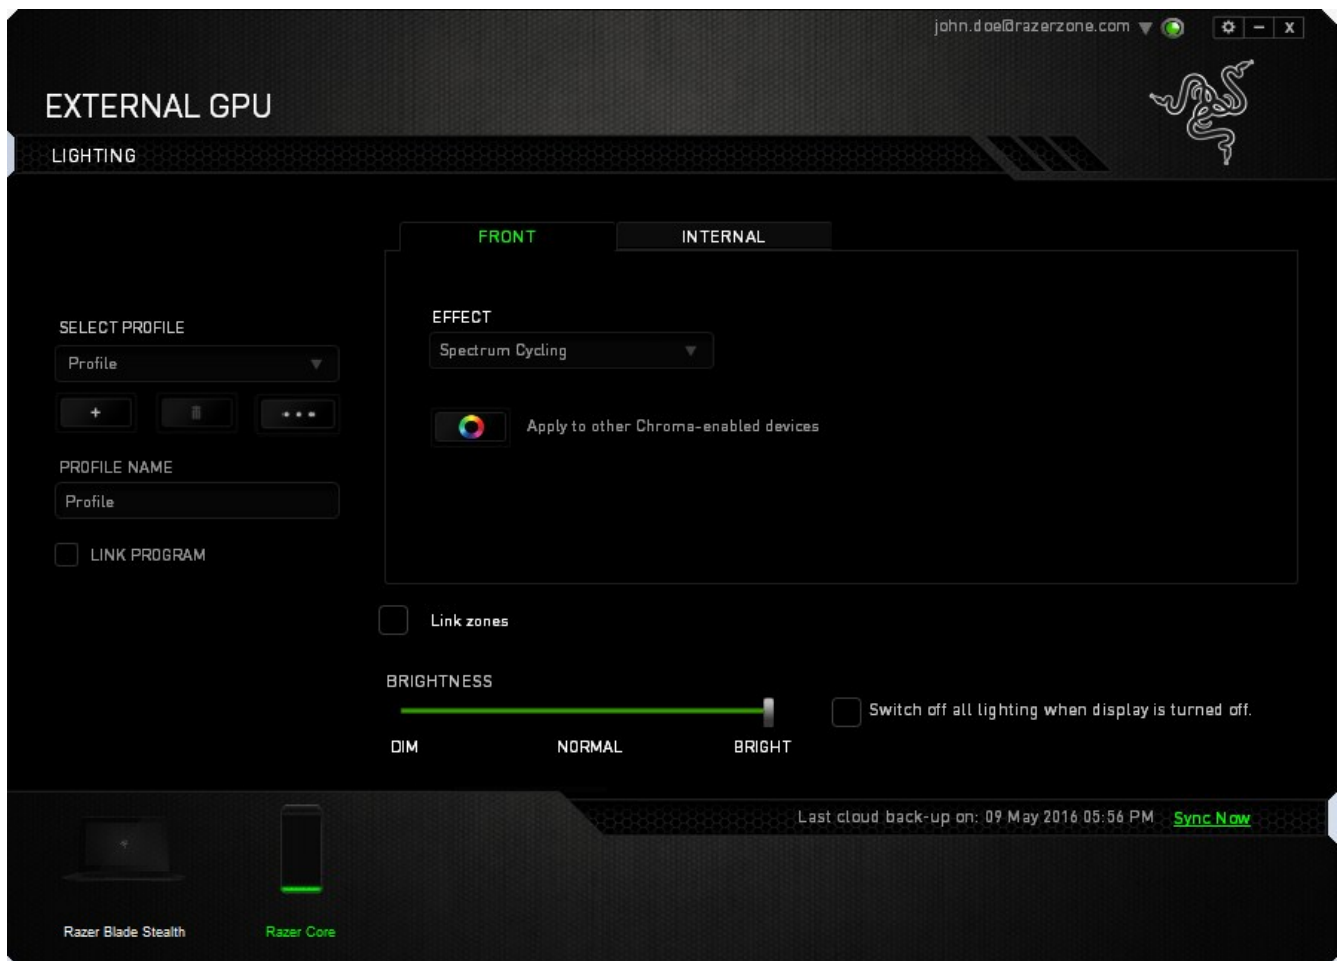 john.doe@razerzone.com
EXTERNAL GPU
LIGHTING
FRONT INTERNAL
SELECT PROFILE
Profile
+
PROFILE NAME
Profile
LINK PROGRAM
EFFECT
Spectrum Cycling
Apply to other Chroma-enabled devices
Link zones
BRIGHTNESS
DIM NORMAL BRIGHT
Switch off all lighting when display is turned off.
Last cloud back-up on: 09 May 2016 05:56 PM Sync Now
Razer Blade Stealth Razer Core